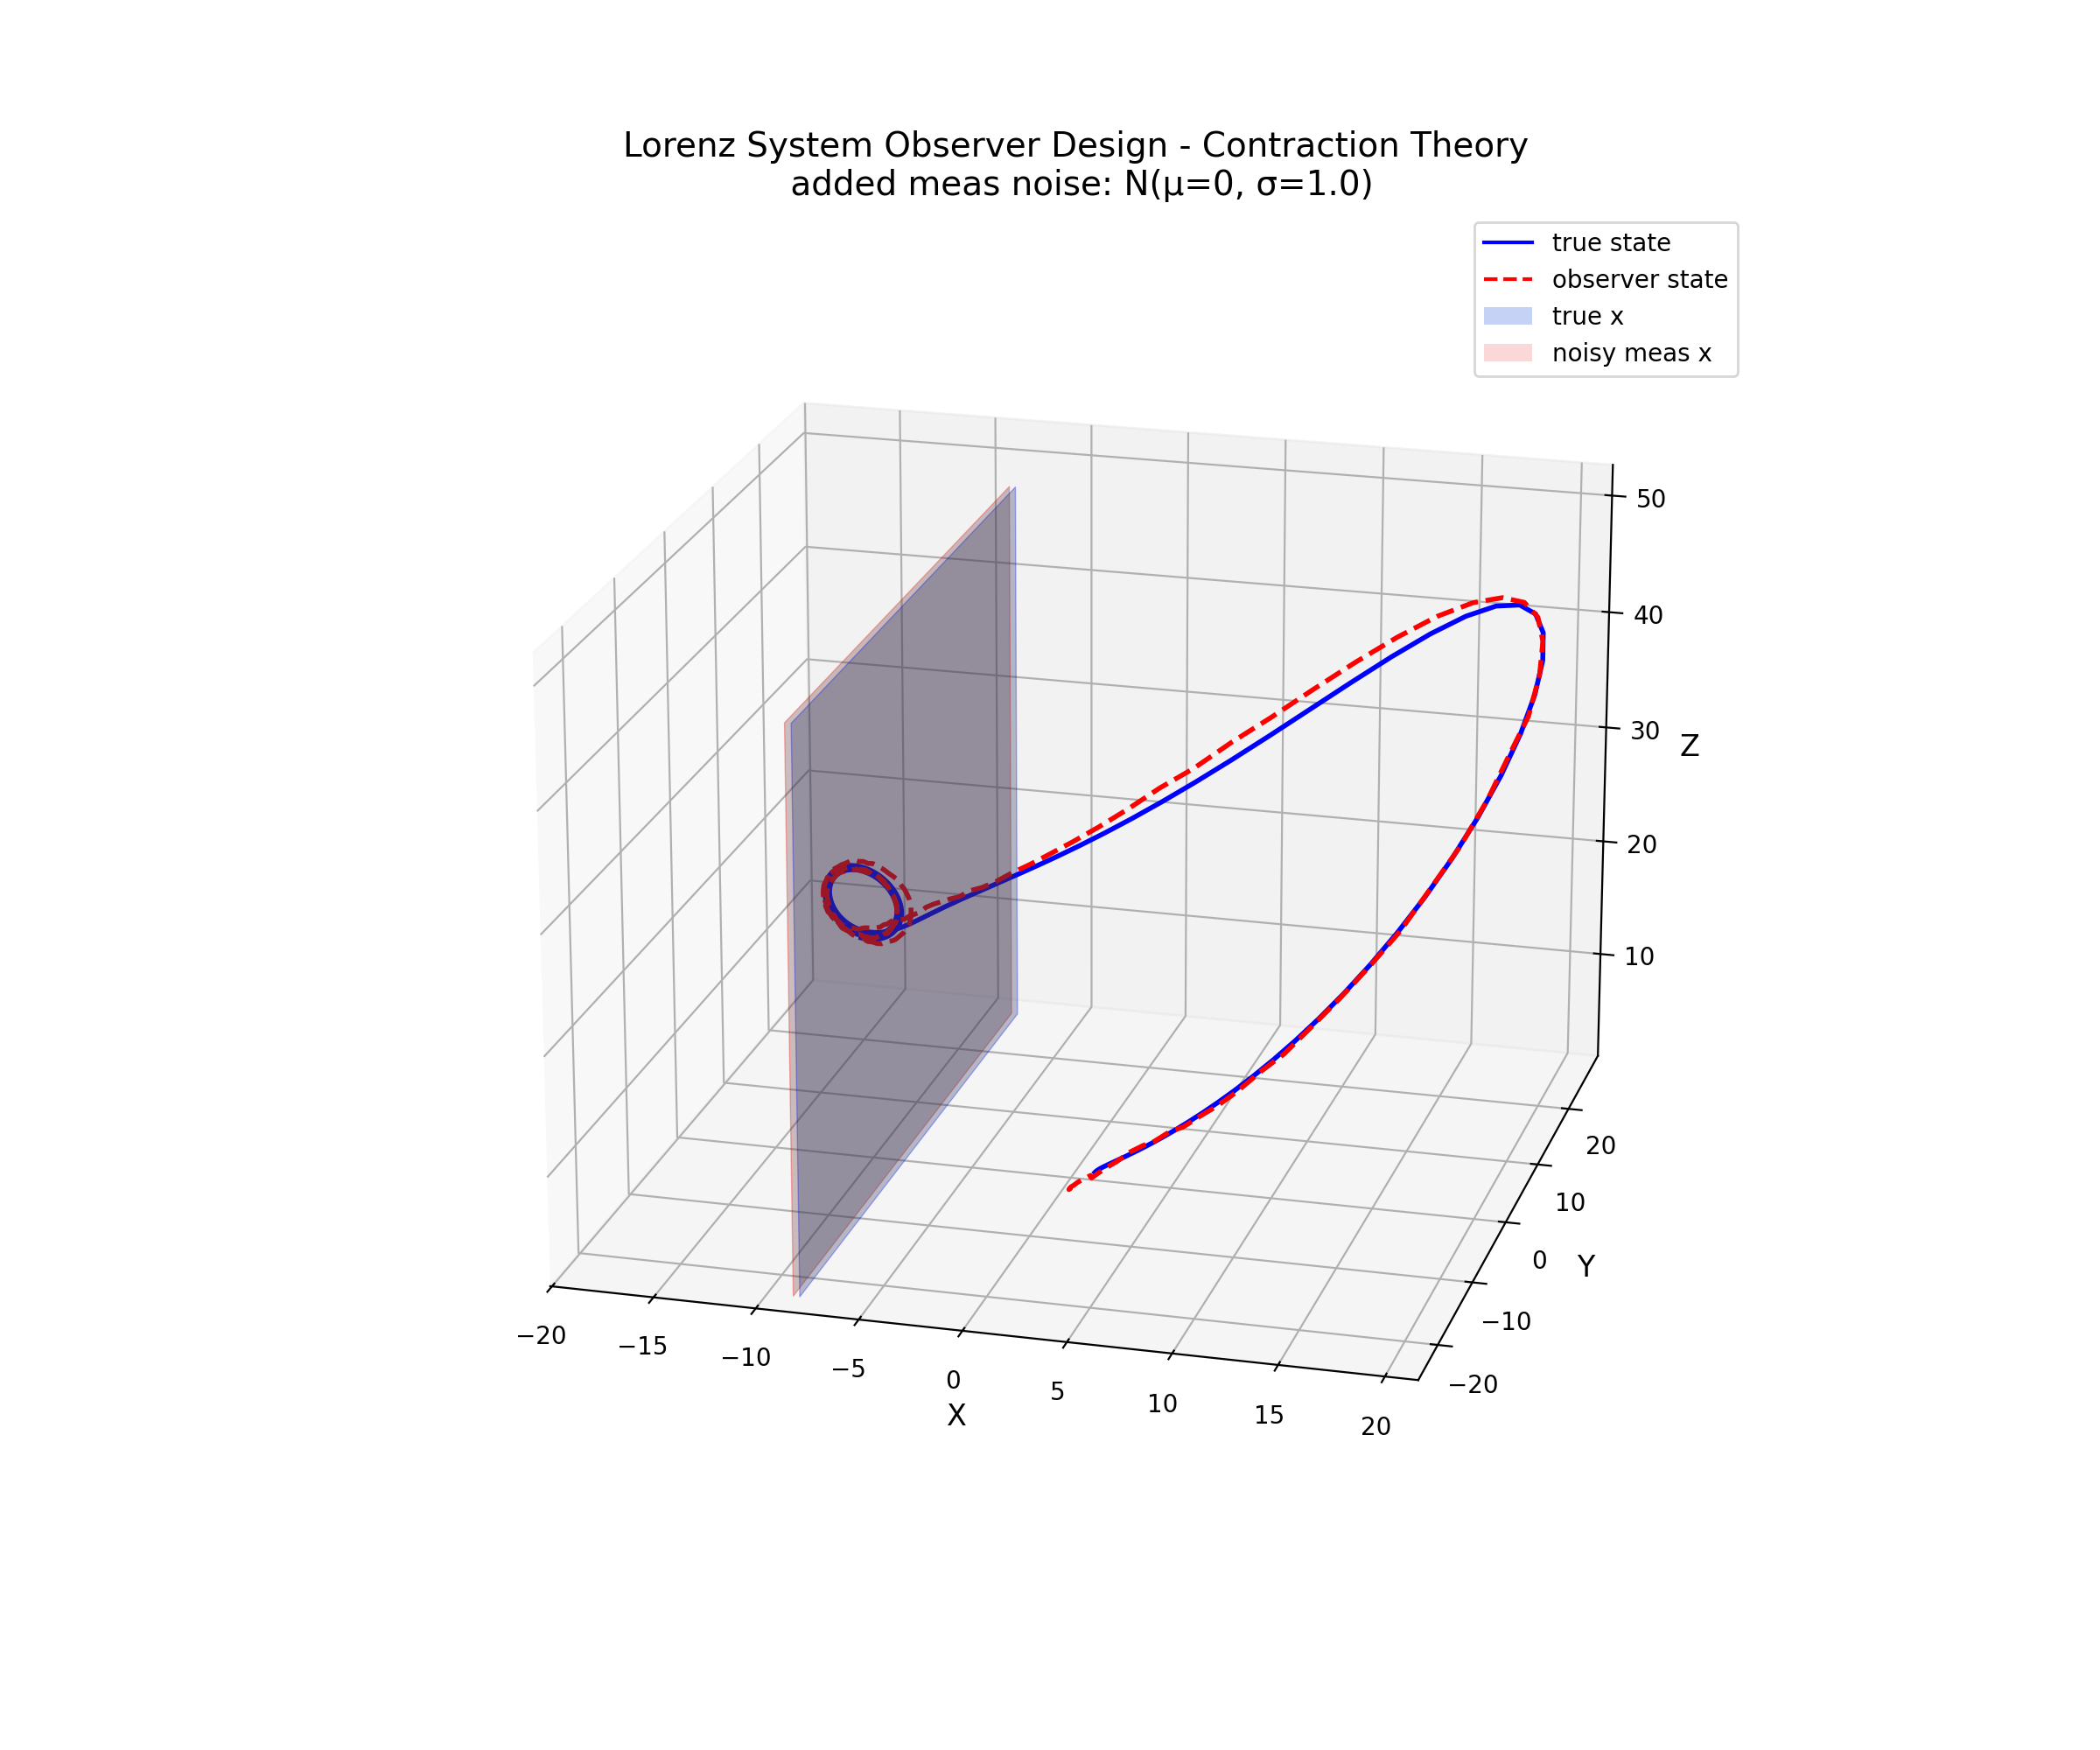 Lorenz System Observer Design - Contraction Theory
added meas noise: N(μ=0, σ=1.0)
true state
observer state
true x
noisy meas x
50
40
30
Z
20
10
20
10
0
Y
−10
−20
−20
−15
−10
−5
0
5
10
15
20
X